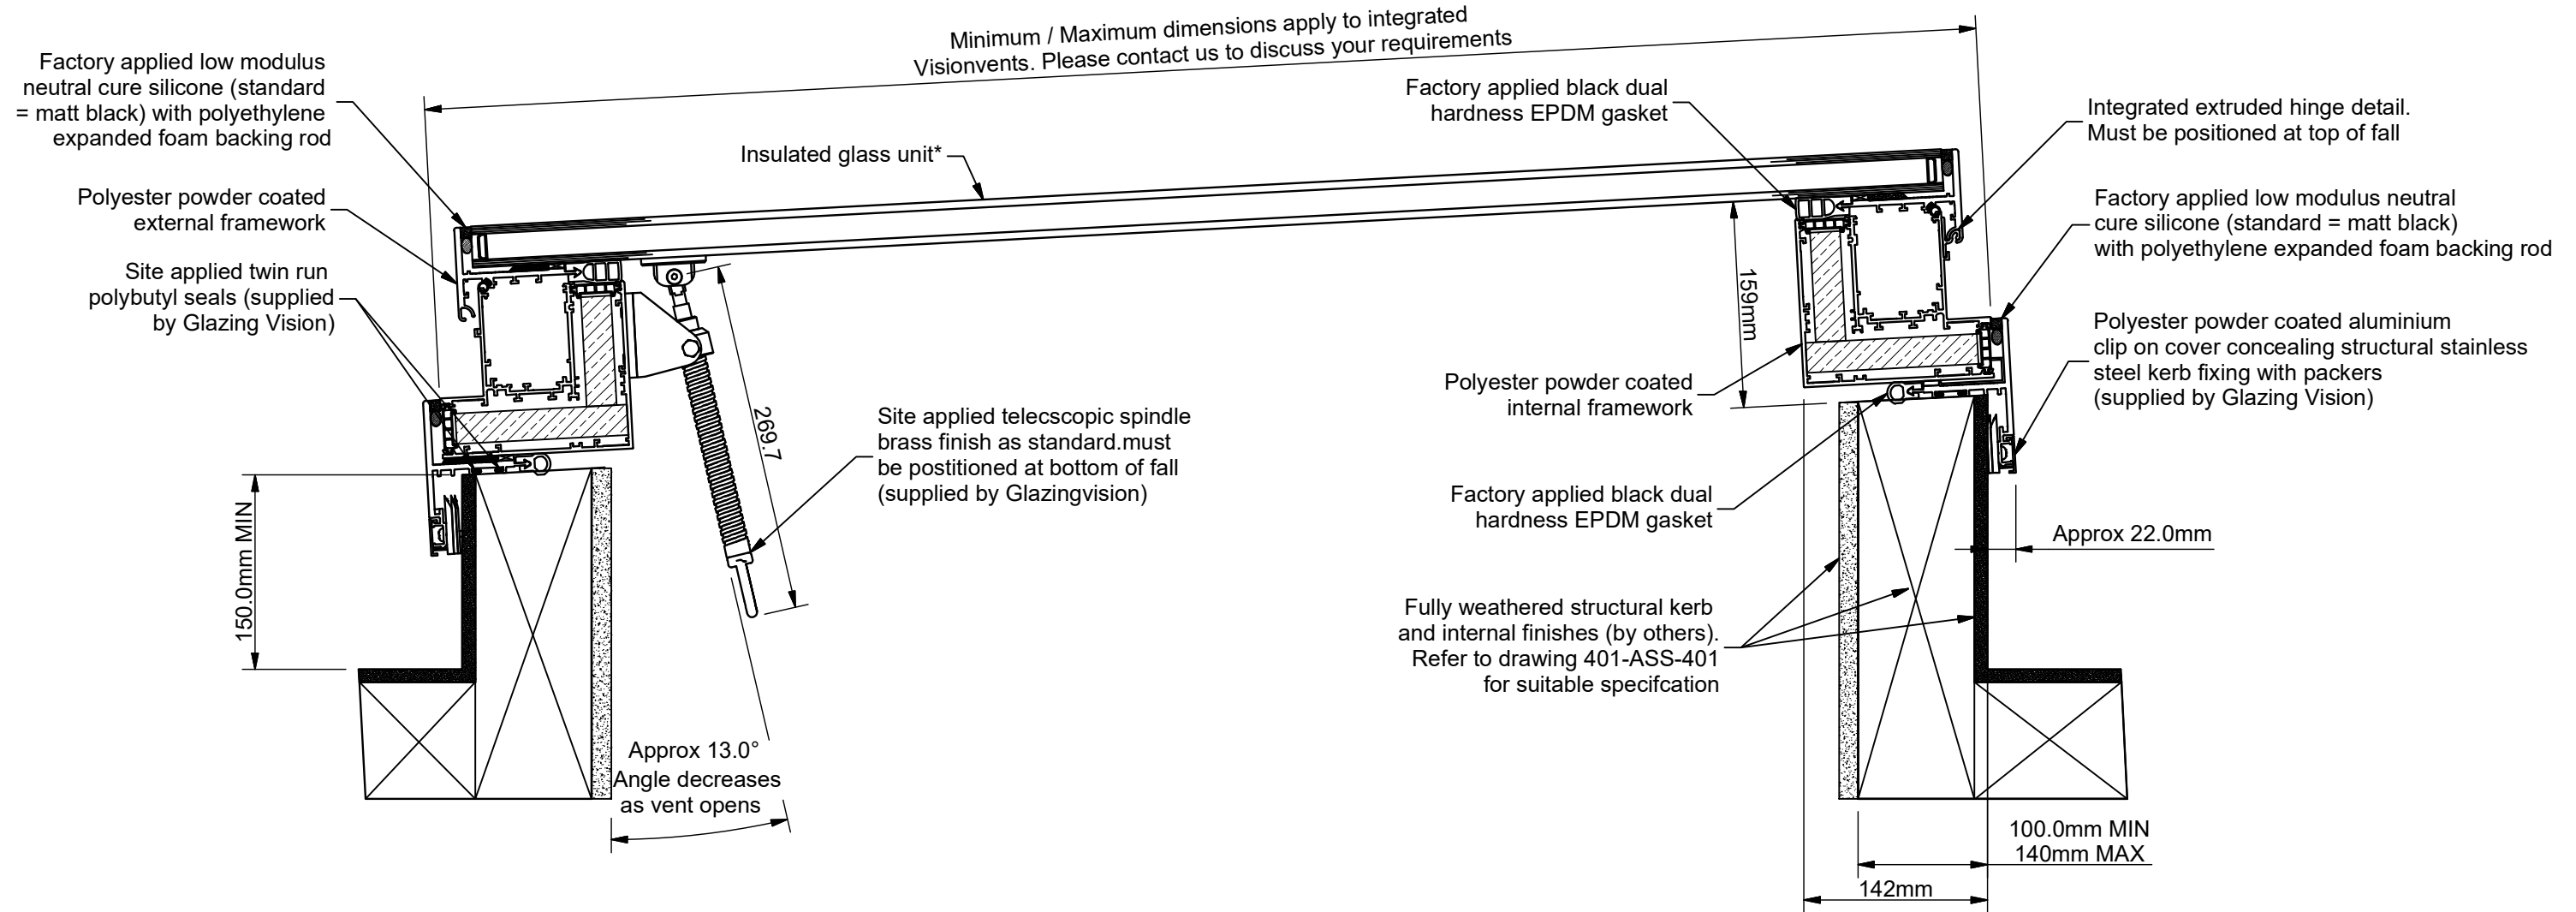 Minimum / Maximum dimensions apply to integrated
Visionvents. Please contact us to discuss your requirements
Factory applied low modulus
neutral cure silicone (standard
= matt black) with polyethylene
expanded foam backing rod
Polyester powder coated
external framework
Site applied twin run
polybutyl seals (supplied
by Glazing Vision)
Insulated glass unit*
Factory applied black dual
hardness EPDM gasket
Integrated extruded hinge detail.
Must be positioned at top of fall
Factory applied low modulus neutral
cure silicone (standard = matt black)
with polyethylene expanded foam backing rod
Polyester powder coated aluminium
clip on cover concealing structural stainless
steel kerb fixing with packers
(supplied by Glazing Vision)
159mm
Polyester powder coated
internal framework
269.7
Site applied telecscopic spindle
brass finish as standard.must
be postitioned at bottom of fall
(supplied by Glazingvision)
Factory applied black dual
hardness EPDM gasket
150.0mm MIN
Approx 22.0mm
Fully weathered structural kerb
and internal finishes (by others).
Refer to drawing 401-ASS-401
for suitable specifcation
Approx 13.0°
Angle decreases
as vent opens
100.0mm MIN
140mm MAX
142mm